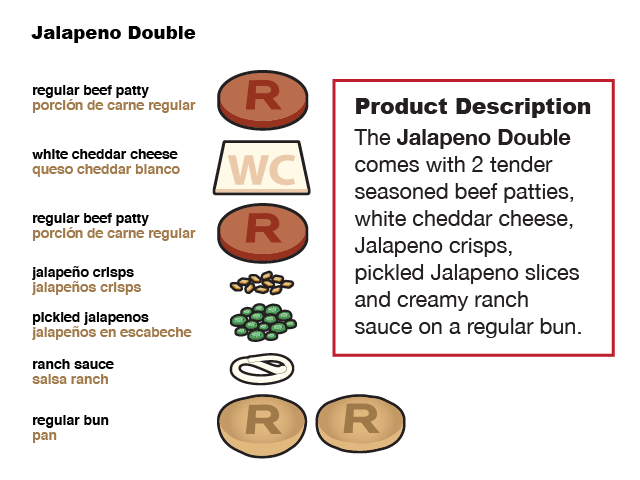 Jalapeno Double
regular beef patty
porción de carne regular
R
white cheddar cheese
queso cheddar blanco
WC
regular beef patty
porción de carne regular
R
jalapeño crisps
jalapeños crisps
pickled jalapenos
jalapeños en escabeche
ranch sauce
salsa ranch
regular bun
pan
R R
Product Description
The Jalapeno Double
comes with 2 tender
seasoned beef patties,
white cheddar cheese,
Jalapeno crisps,
pickled Jalapeno slices
and creamy ranch
sauce on a regular bun.